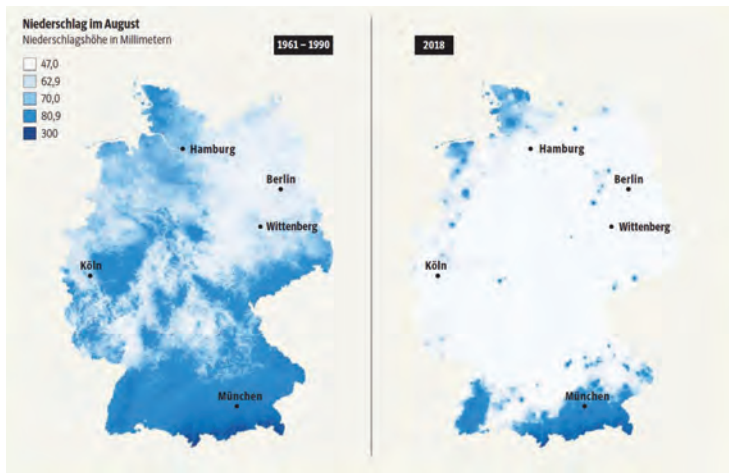 Niederschlag im August
Niederschlagshöhe in Millimetern
47,0
62,9
70,0
80,9
300
1961 – 1990
Hamburg
Berlin
Wittenberg
Köln
München
2018
Hamburg
Berlin
Wittenberg
Köln
München